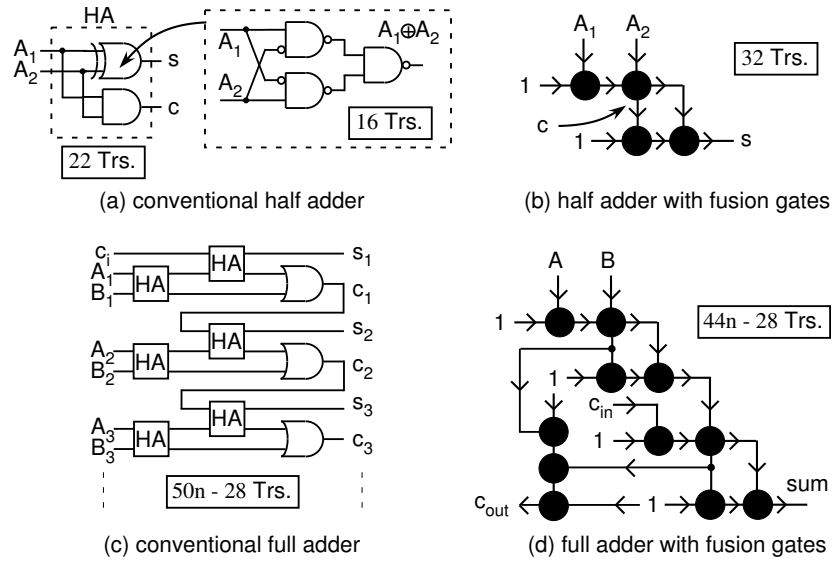 HA
A1
A2
s
c
22 Trs.
A1
A2
A1⊕A2
16 Trs.
(a) conventional half adder
A1 A2
32 Trs.
1
c
1
s
(b) half adder with fusion gates
ci
A1
B1
HA
HA
s1
c1
A2
B2
HA
HA
s2
c2
A3
B3
HA
HA
s3
c3
50n - 28 Trs.
(c) conventional full adder
A B
44n - 28 Trs.
1
1
cin
1
cout
1
sum
(d) full adder with fusion gates